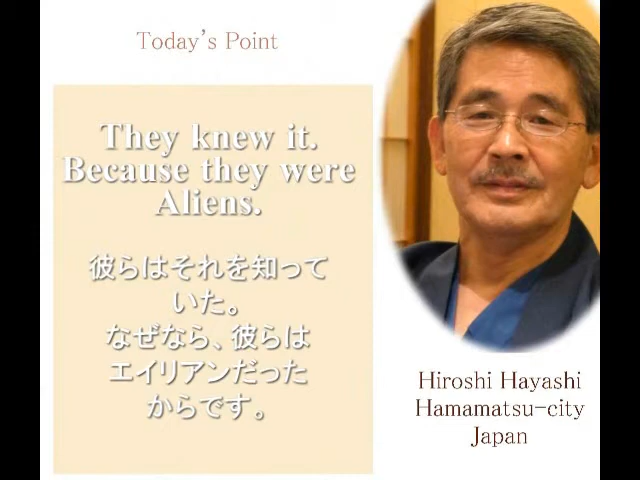 Today's Point
They knew it.
Because they were
Aliens.
彼らはそれを知って
いた。
なぜなら、彼らは
エイリアンだった
からです。
Hiroshi Hayashi
Hamamatsu-city
Japan